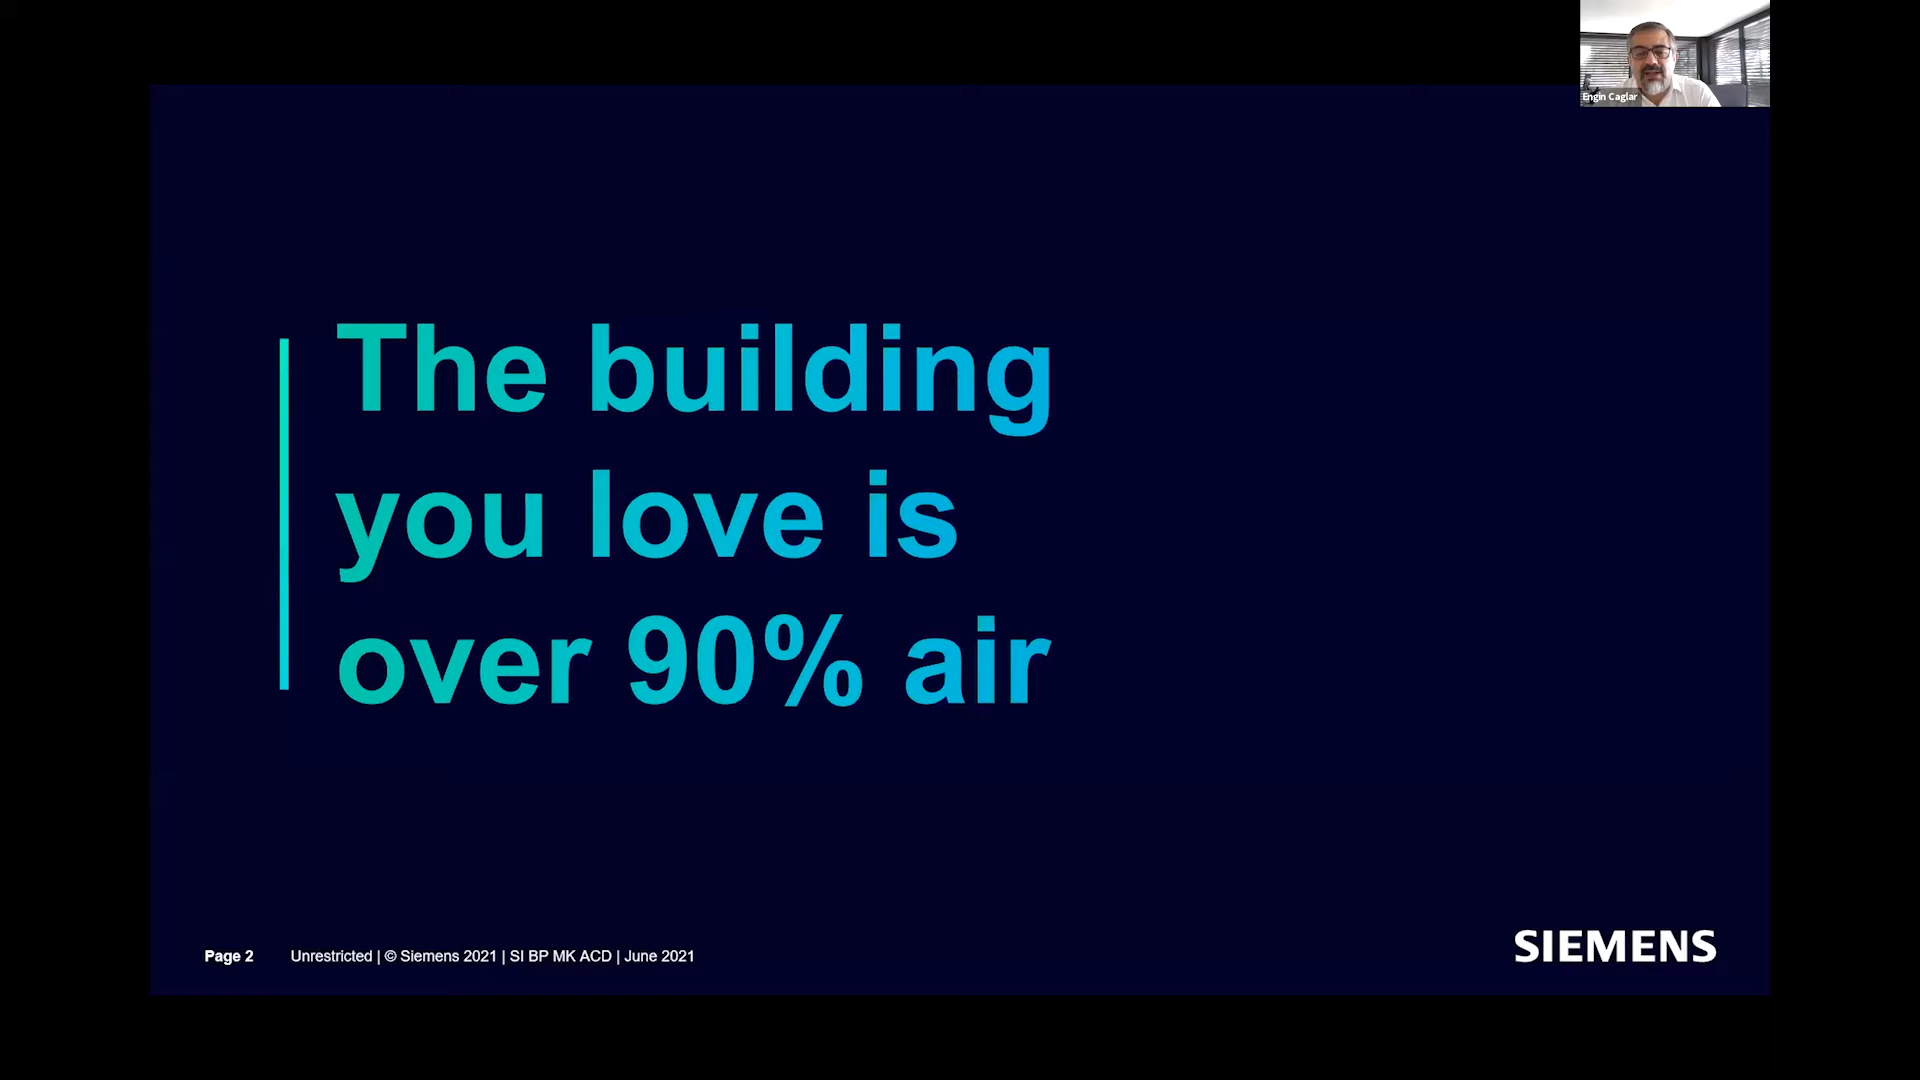 Engin Caglar
The building
you love is
over 90% air
Page 2 Unrestricted | © Siemens 2021 | SI BP MK ACD | June 2021
SIEMENS